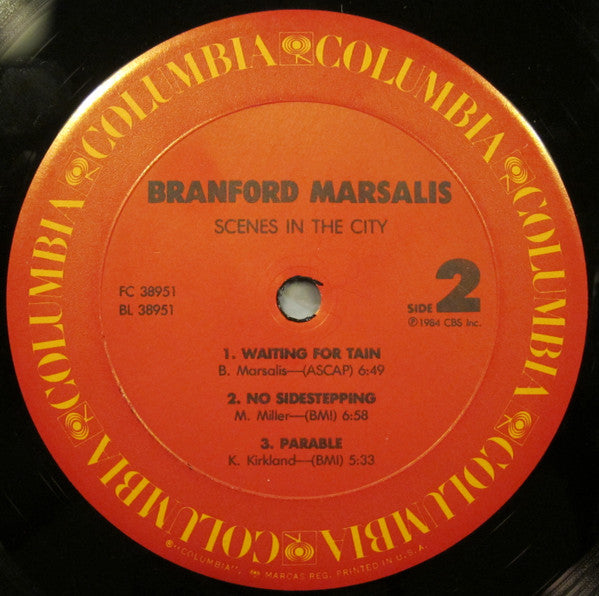 COLUMBIA COLUMBIA COLUMBIA COLUMBIA COLUMBIA COLUMBIA
BRANFORD MARSALIS
SCENES IN THE CITY
FC 38951
BL 38951
SIDE 2
℗1984 CBS Inc.
1. WAITING FOR TAIN
B. Marsalis—(ASCAP) 6:49
2. NO SIDESTEPPING
M. Miller—(BMI) 6:58
3. PARABLE
K. Kirkland—(BMI) 5:33
®"COLUMBIA", MARCAS REG. PRINTED IN U.S.A.